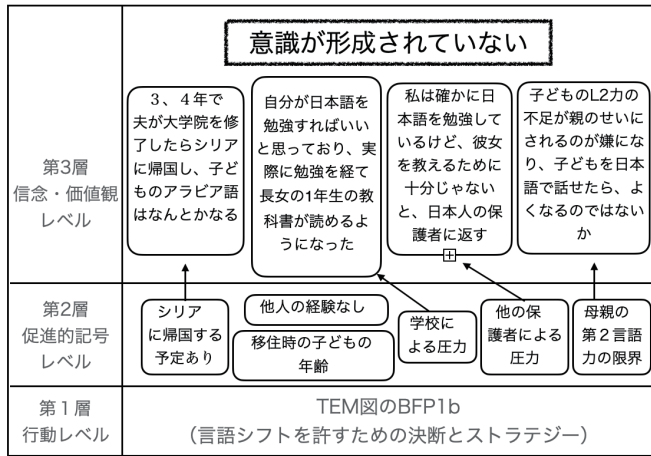 意識が形成されていない
3、4年で
夫が大学院を修
了したらシリア
に帰国し、子ど
ものアラビア語
はなんとかなる
自分が日本語を
勉強すればいい
と思っており、実
際に勉強を経て
長女の1年生の教
科書が読めるよ
うになった
私は確かに日
本語を勉強して
いるけど、彼女
を教えるために
十分じゃない
と、日本人の保
護者に返す
子どものL2力の
不足が親のせいに
されるのが嫌にな
り、子どもを日本
語で話せたら、よ
くなるのではない
か
第3層
信念・価値観
レベル
第2層
促進的記号
レベル
シリア
に帰国する
予定あり
他人の経験なし
移住時の子どもの
年齢
学校に
よる圧力
他の保
護者による
圧力
母親の
第2言語
力の限界
第1層
行動レベル
TEM図のBFP1b
（言語シフトを許すための決断とストラテジー）